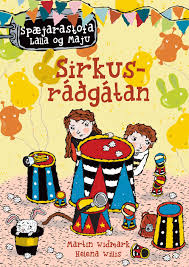 Spæjarastofa
Lalla og Maju
Sirkus-
ráðgátan
Martin Widmark
Helena Willis